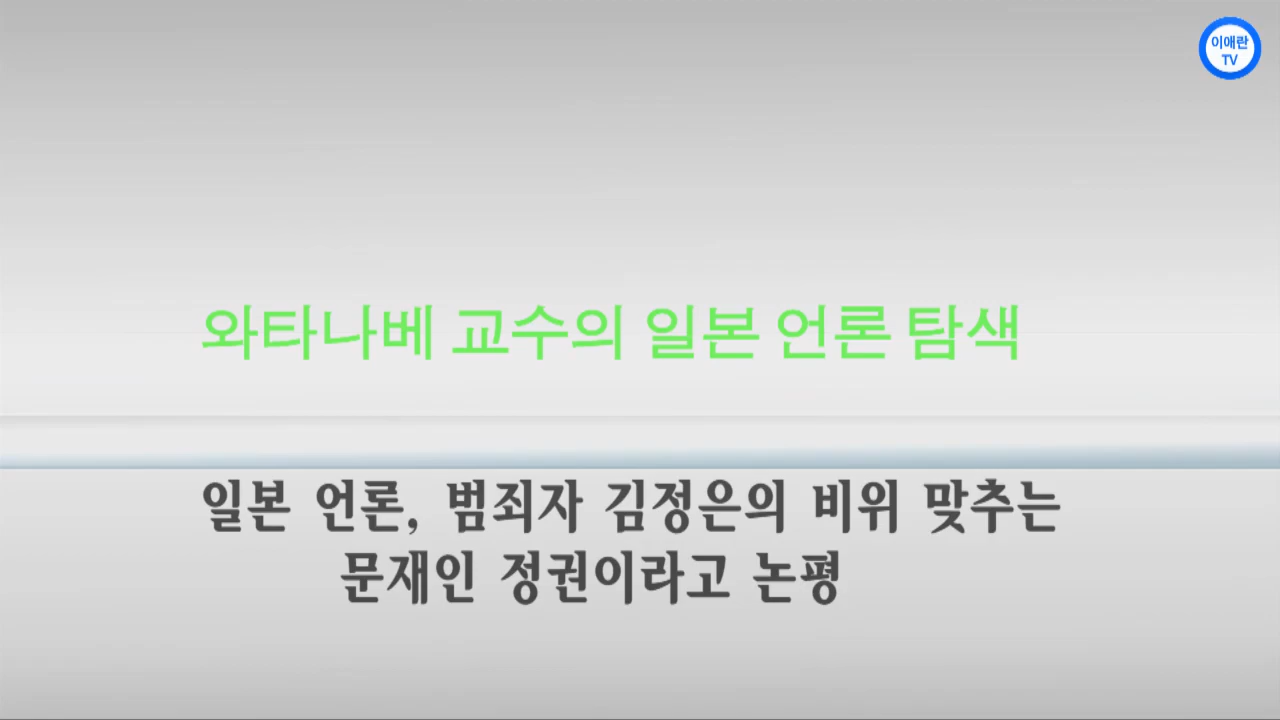 이애란
TV
와타나베 교수의 일본 언론 탐색
일본 언론, 범죄자 김정은의 비위 맞추는
문재인 정권이라고 논평